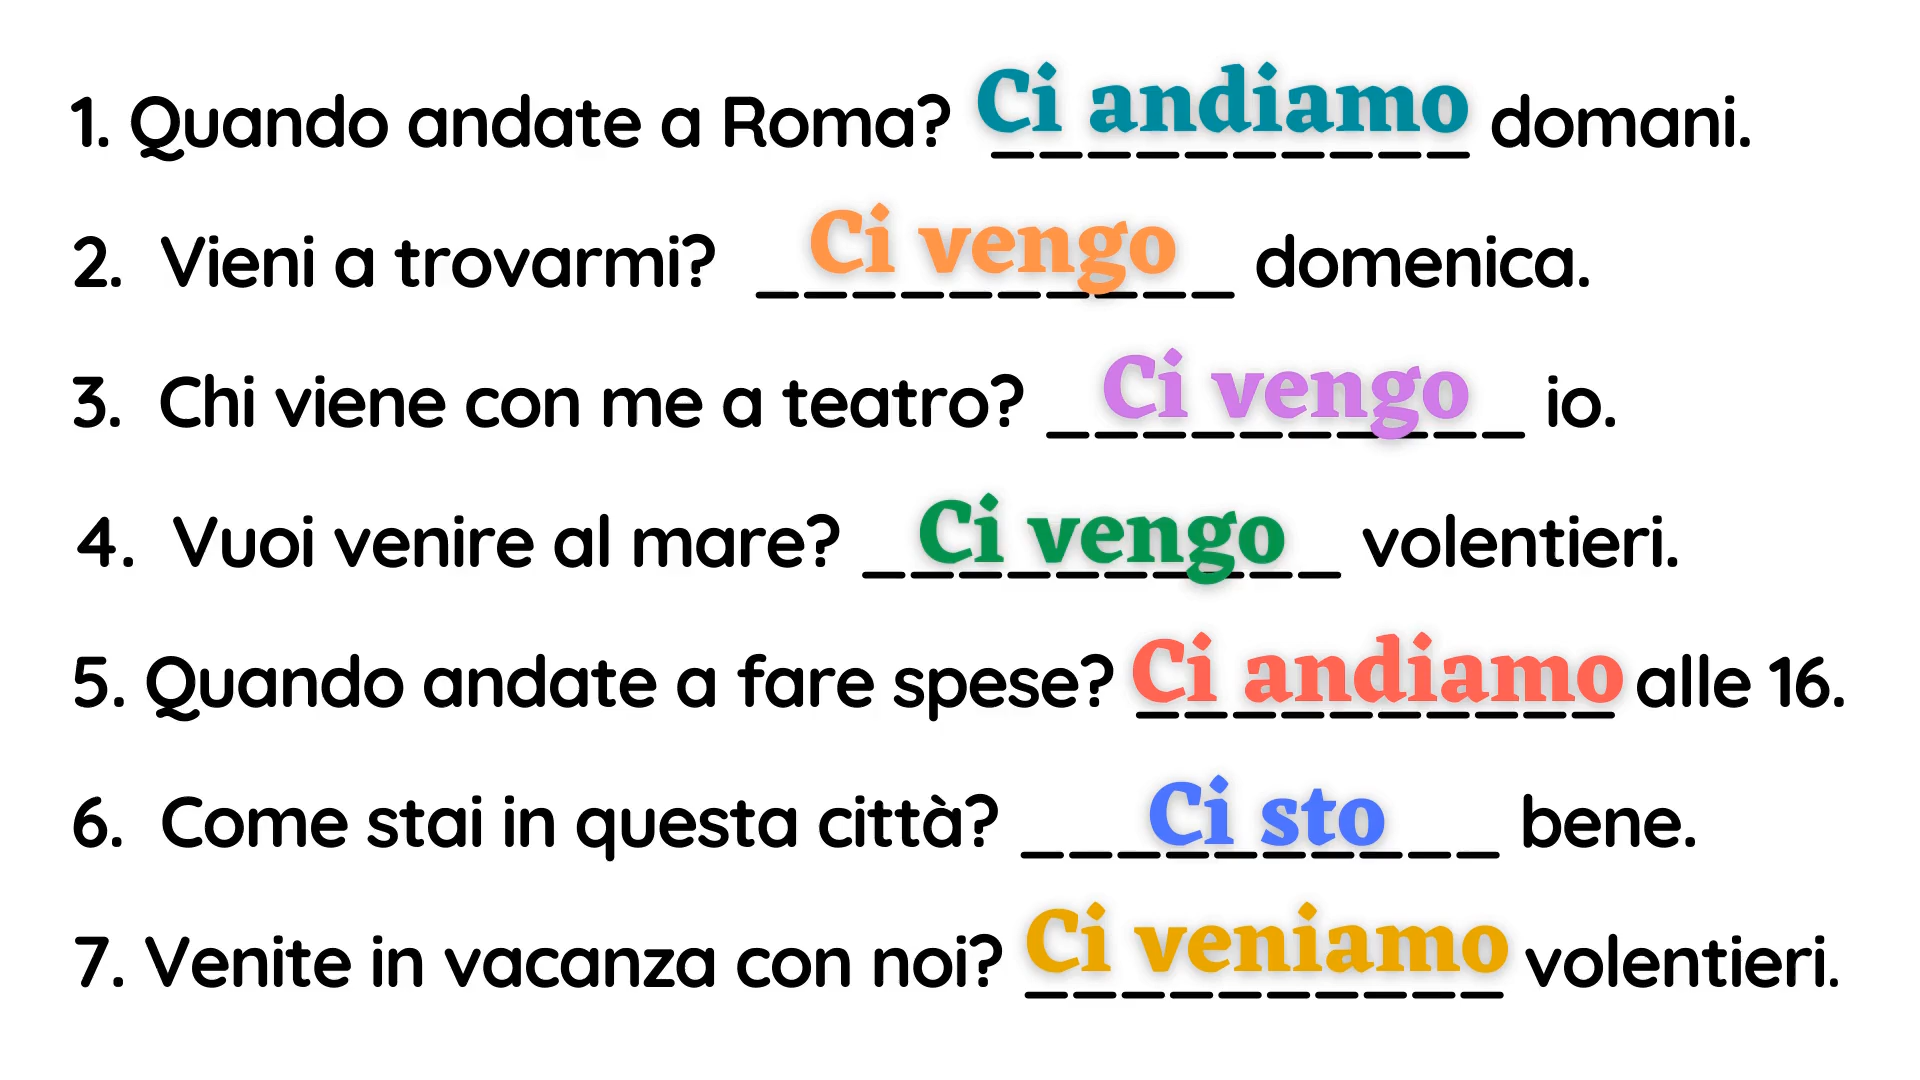 1. Quando andate a Roma? Ci andiamo domani.
2. Vieni a trovarmi? Ci vengo domenica.
3. Chi viene con me a teatro? Ci vengo io.
4. Vuoi venire al mare? Ci vengo volentieri.
5. Quando andate a fare spese? Ci andiamo alle 16.
6. Come stai in questa città? Ci sto bene.
7. Venite in vacanza con noi? Ci veniamo volentieri.